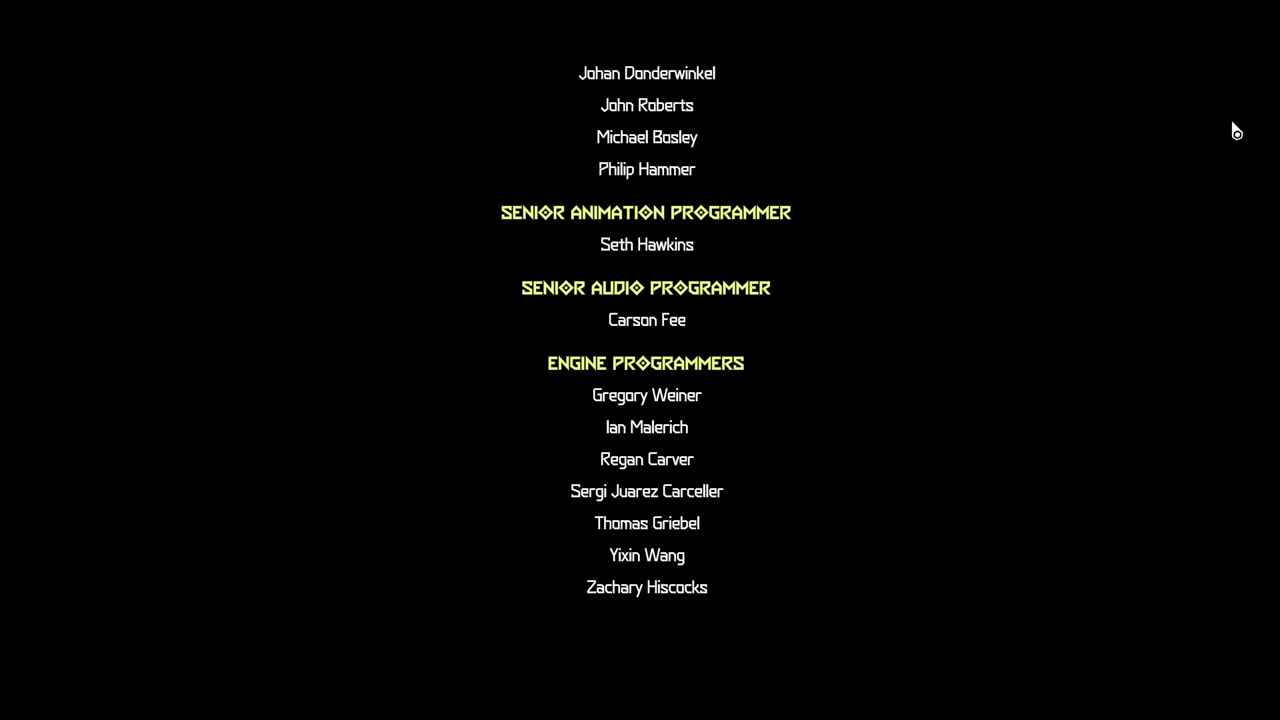 Johan Donderwinkel
John Roberts
Michael Bosley
Philip Hammer
SENIOR ANIMATION PROGRAMMER
Seth Hawkins
SENIOR AUDIO PROGRAMMER
Carson Fee
ENGINE PROGRAMMERS
Gregory Weiner
Ian Malerich
Regan Carver
Sergi Juarez Carceller
Thomas Griebel
Yixin Wang
Zachary Hiscocks